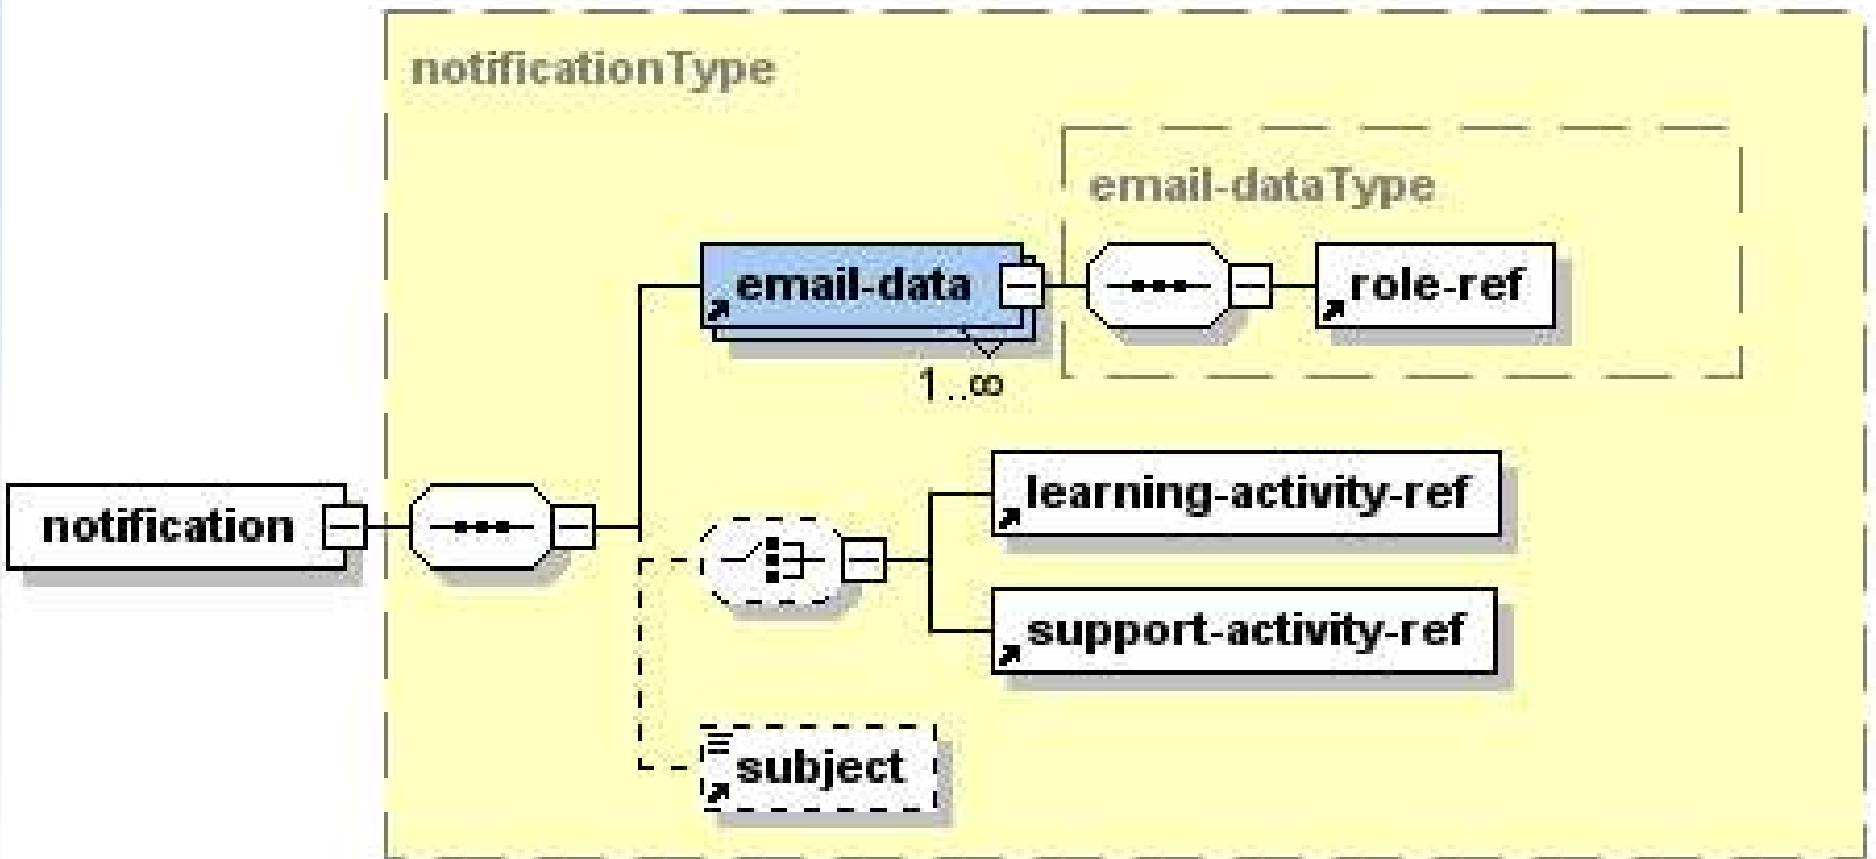 notificationType
email-dataType
email-data
role-ref
1..∞
learning-activity-ref
notification
support-activity-ref
subject